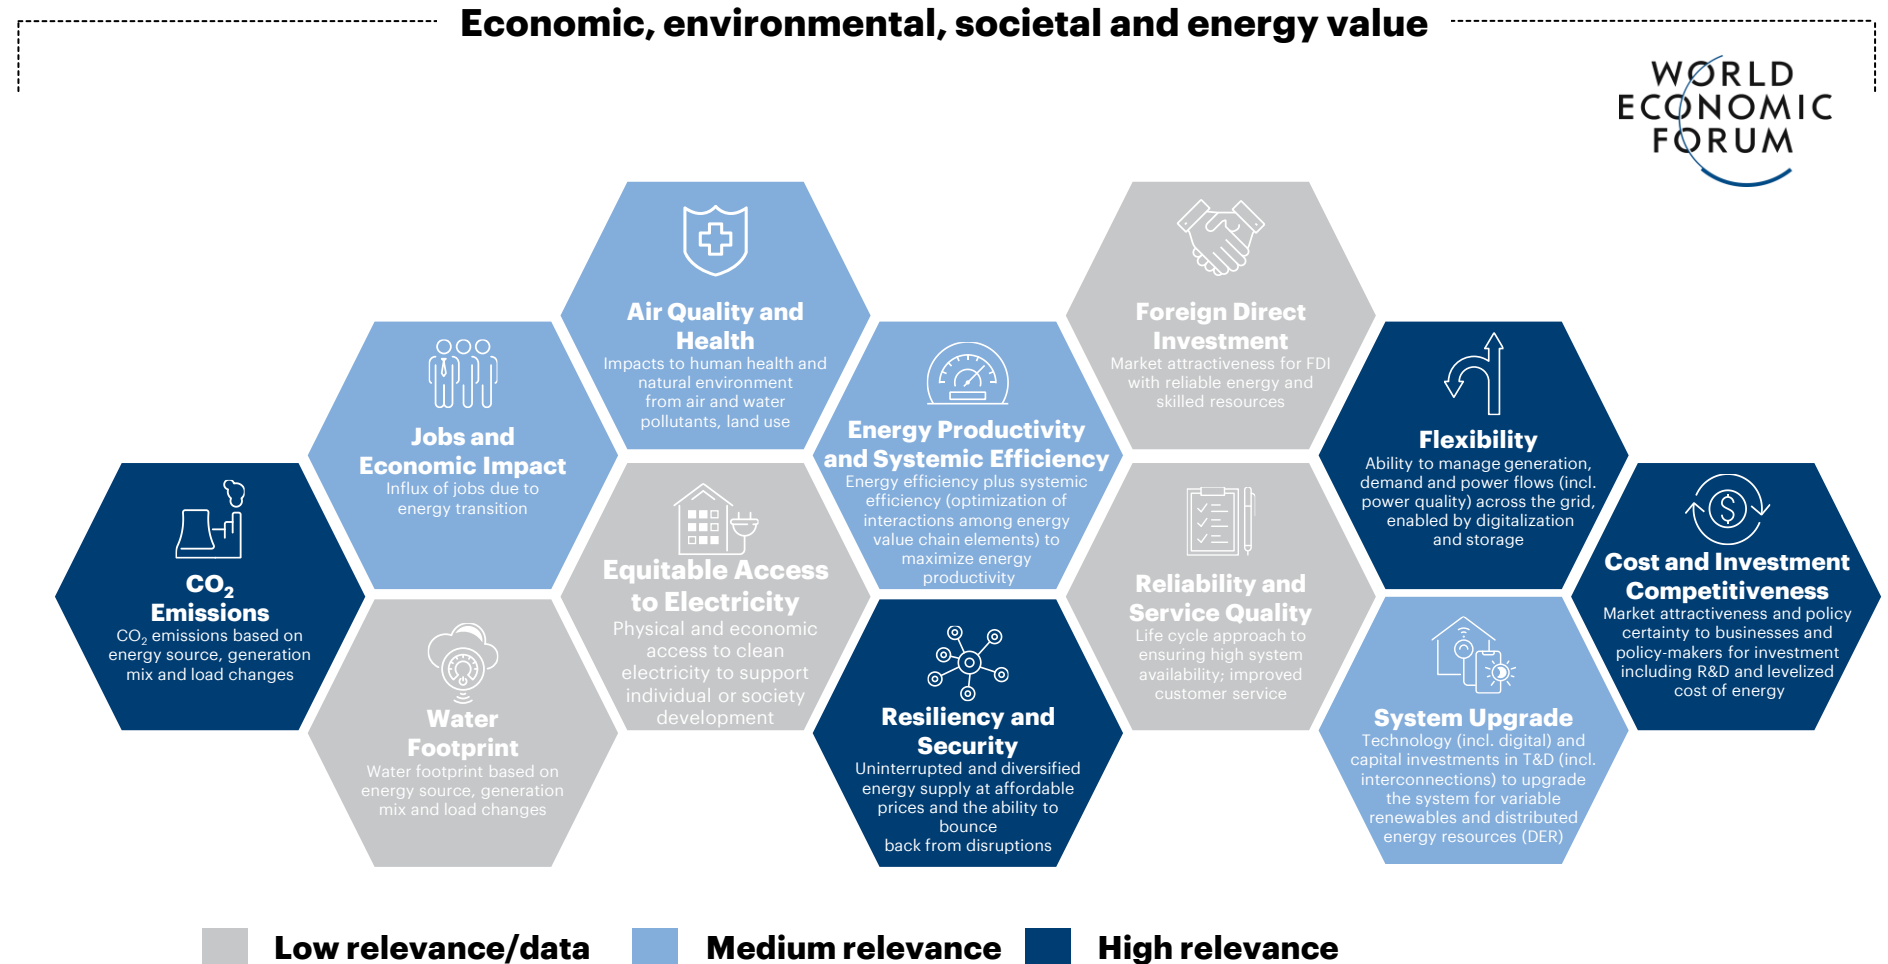 Economic, environmental, societal and energy value
WORLD
ECONOMIC
FORUM
Air Quality and
Health
Impacts to human health and
natural environment
from air and water
pollutants, land use
Foreign Direct
Investment
Market attractiveness for FDI
with reliable energy and
skilled resources
Jobs and
Economic Impact
Influx of jobs due to
energy transition
Energy Productivity
and Systemic Efficiency
Energy efficiency plus systemic
efficiency (optimization of
interactions among energy
value chain elements) to
maximize energy
productivity
Flexibility
Ability to manage generation,
demand and power flows (incl.
power quality) across the grid,
enabled by digitalization
and storage
CO₂
Emissions
CO₂ emissions based on
energy source, generation
mix and load changes
Equitable Access
to Electricity
Physical and economic
access to clean
electricity to support
individual or society
development
Reliability and
Service Quality
Life cycle approach to
ensuring high system
availability; improved
customer service
$
Cost and Investment
Competitiveness
Market attractiveness and policy
certainty to businesses and
policy-makers for investment
including R&D and levelized
cost of energy
Water
Footprint
Water footprint based on
energy source, generation
mix and load changes
Resiliency and
Security
Uninterrupted and diversified
energy supply at affordable
prices and the ability to
bounce
back from disruptions
System Upgrade
Technology (incl. digital) and
capital investments in T&D (incl.
interconnections) to upgrade
the system for variable
renewables and distributed
energy resources (DER)
Low relevance/data
Medium relevance
High relevance